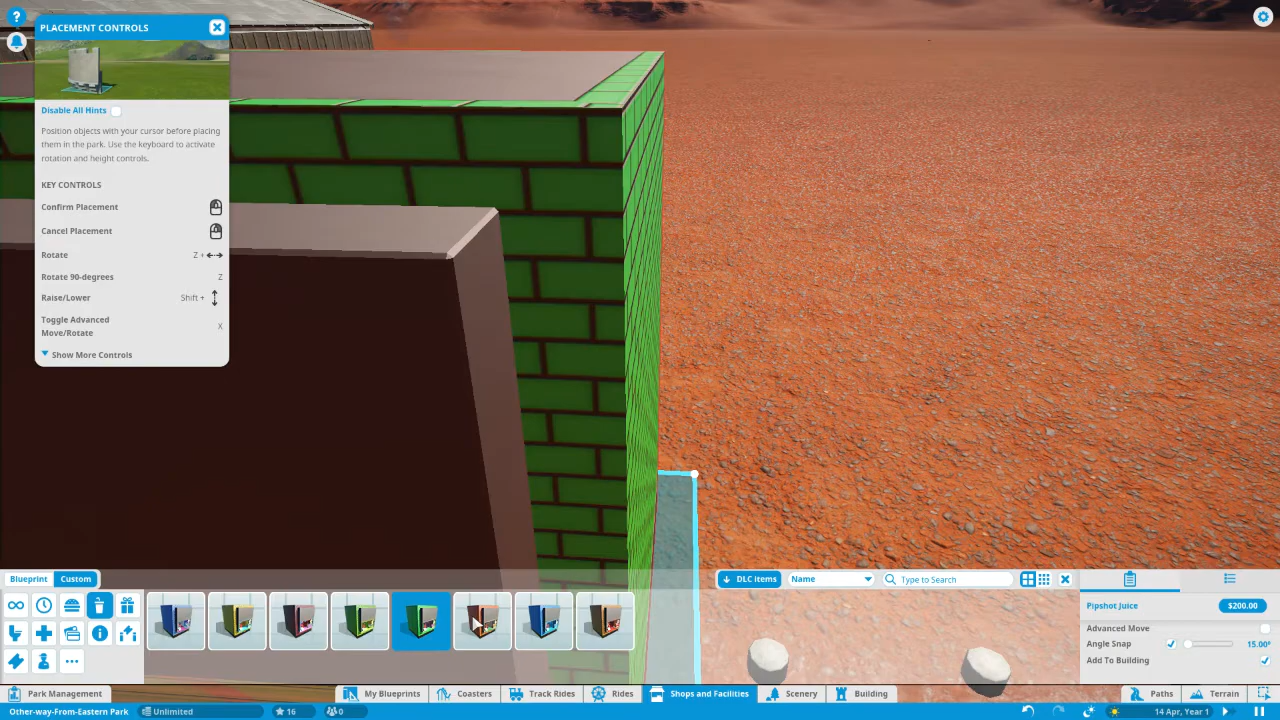 ?
PLACEMENT CONTROLS
Disable All Hints
Position objects with your cursor before placing
them in the park. Use the keyboard to activate
rotation and height controls.
KEY CONTROLS
Confirm Placement
Cancel Placement
Rotate Z +
Rotate 90-degrees Z
Raise/Lower Shift +
Toggle Advanced
Move/Rotate X
Show More Controls
Blueprint Custom
DLC Items Name Type to Search
Pipshot Juice $200.00
Advanced Move
Angle Snap 15.00°
Add To Building
Park Management My Blueprints Coasters Track Rides Rides Shops and Facilities Scenery Building Paths Terrain
Other-way-From-Eastern Park Unlimited 16 0 14 Apr, Year 1